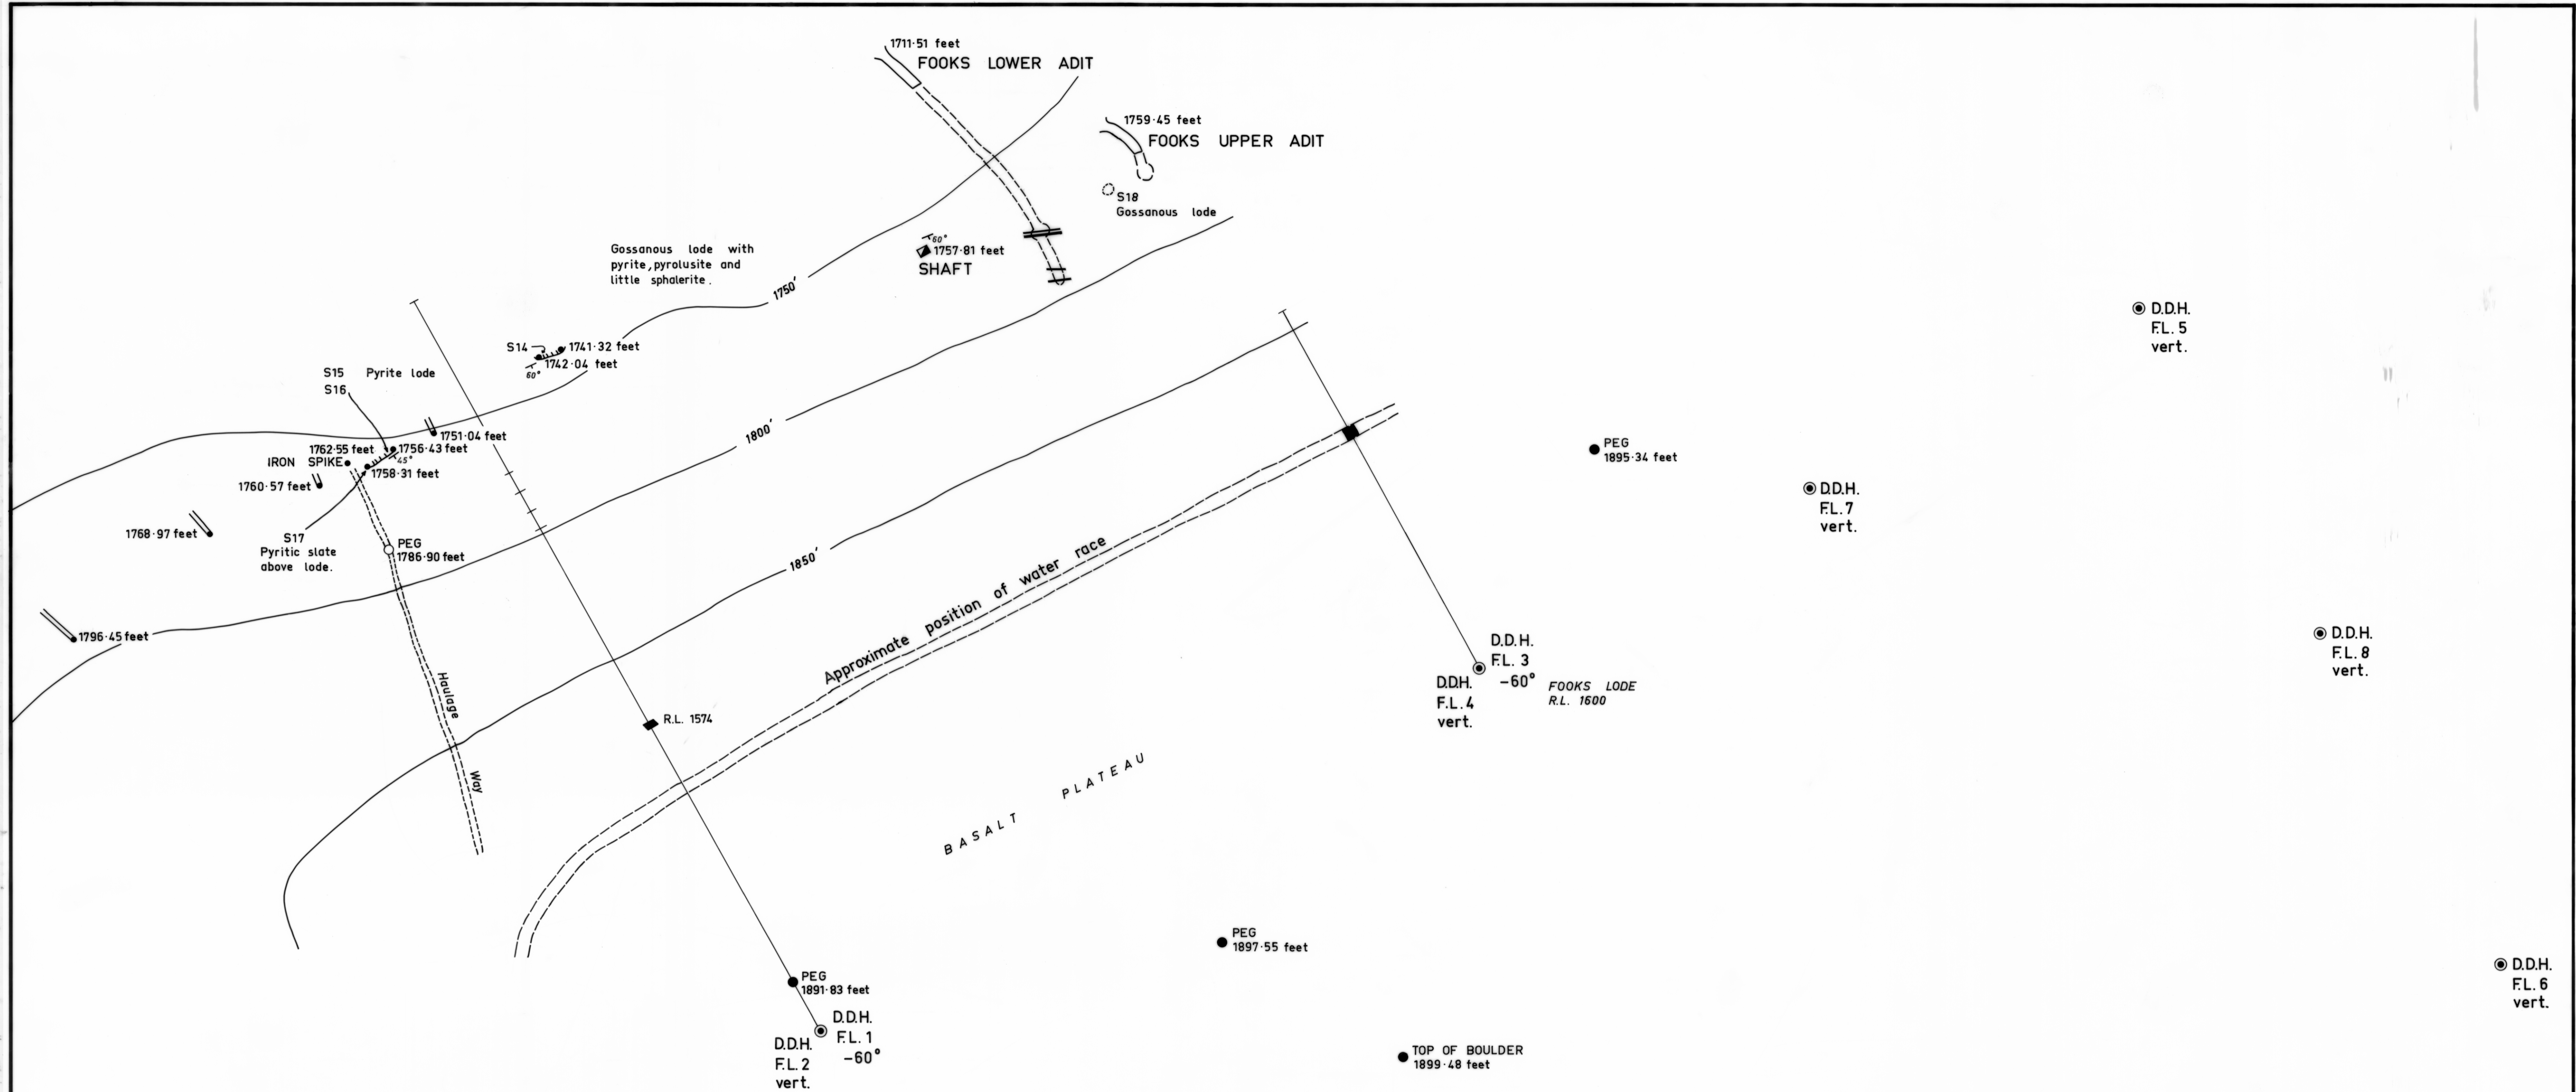 1711·51 feet
FOOKS LOWER ADIT
1759·45 feet
FOOKS UPPER ADIT
S18
Gossanous lode
60°
1757·81 feet
SHAFT
Gossanous lode with
pyrite, pyrolusite and
little sphalerite.
1750'
S14
1741·32 feet
1742·04 feet
60°
S15 Pyrite lode
S16
1751·04 feet
1762·55 feet
1756·43 feet
IRON SPIKE
45°
1758·31 feet
1760·57 feet
1768·97 feet
S17
Pyritic slate
above lode.
PEG
1786·90 feet
1796·45 feet
1800'
1850'
Haulage Way
Approximate position of water race
R.L. 1574
BASALT PLATEAU
PEG
1891·83 feet
D.D.H.
F.L. 1
-60°
D.D.H.
F.L. 2
vert.
PEG
1897·55 feet
TOP OF BOULDER
1899·48 feet
D.D.H.
F.L. 3
-60°
D.D.H.
F.L. 4
vert.
FOOKS LODE
R.L. 1600
PEG
1895·34 feet
D.D.H.
F.L. 5
vert.
D.D.H.
F.L. 7
vert.
D.D.H.
F.L. 8
vert.
D.D.H.
F.L. 6
vert.